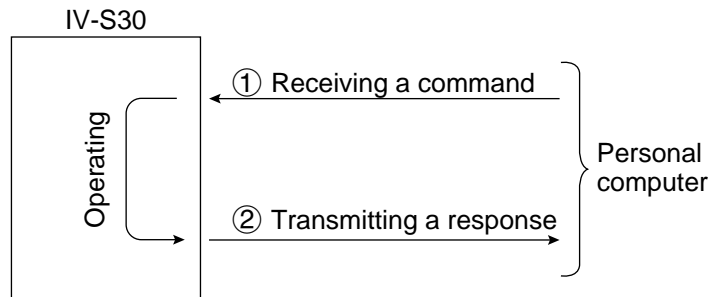 IV-S30
① Receiving a command
Operating
② Transmitting a response
Personal
computer